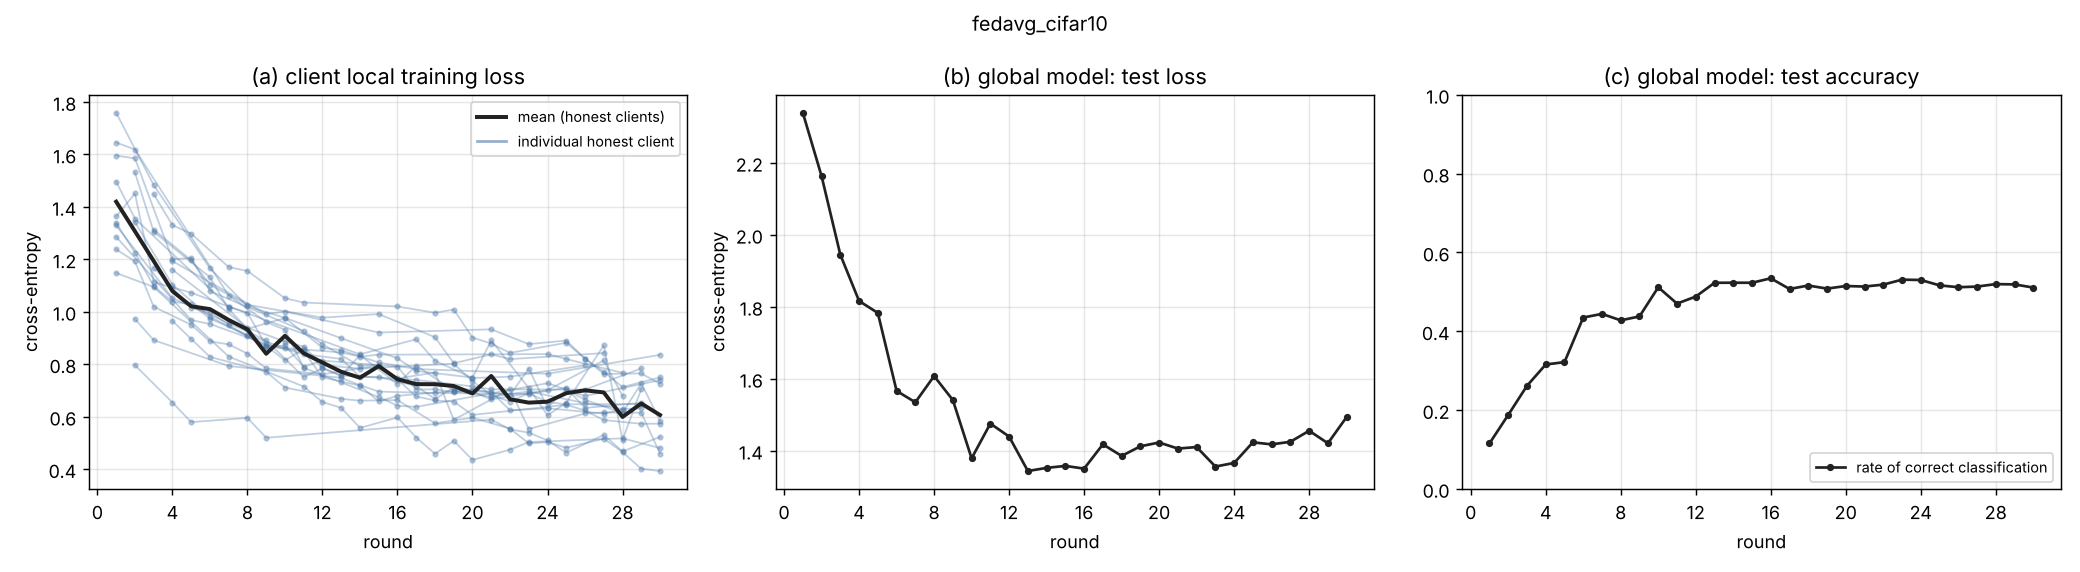 fedavg_cifar10
(a) client local training loss
cross-entropy
1.8
1.6
1.4
1.2
1.0
0.8
0.6
0.4
mean (honest clients)
individual honest client
0 4 8 12 16 20 24 28
round
(b) global model: test loss
cross-entropy
2.2
2.0
1.8
1.6
1.4
0 4 8 12 16 20 24 28
round
(c) global model: test accuracy
1.0
0.8
0.6
0.4
0.2
0.0
rate of correct classification
0 4 8 12 16 20 24 28
round